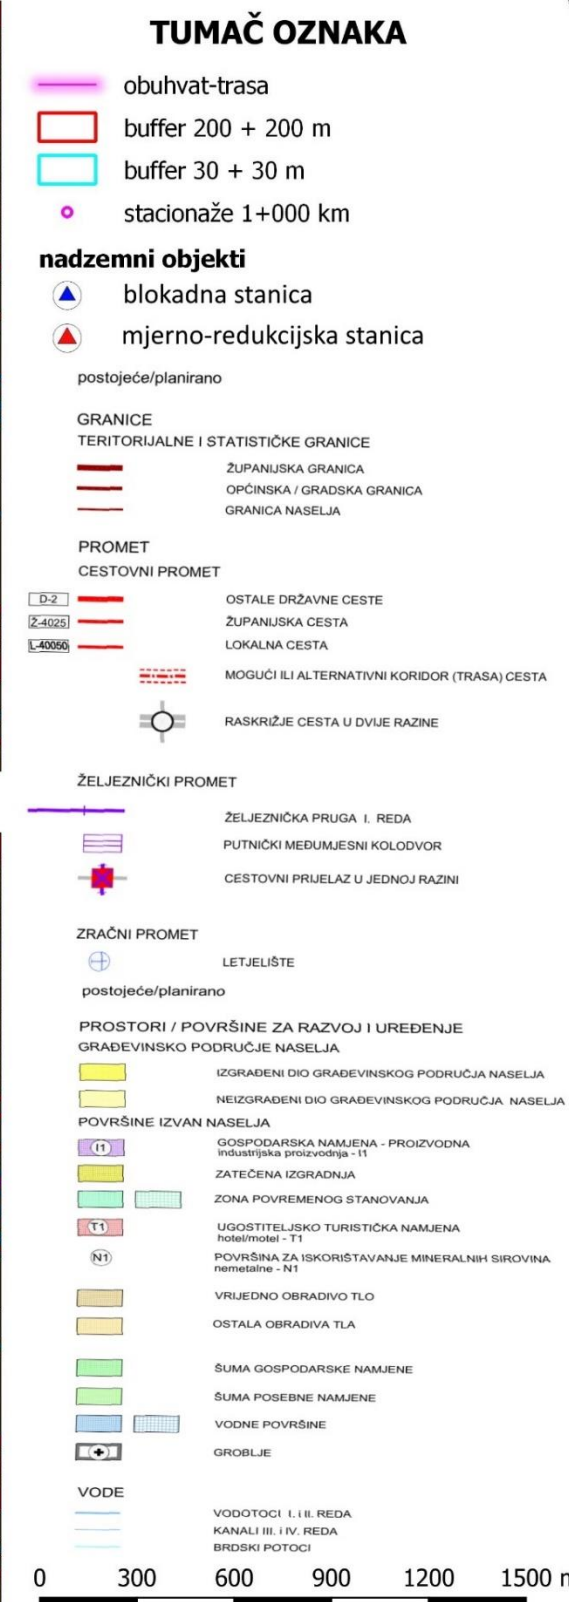 TUMAČ OZNAKA
obuhvat-trasa
buffer 200 + 200 m
buffer 30 + 30 m
stacionaže 1+000 km
nadzemni objekti
blokadna stanica
mjerno-redukcijska stanica
postojeće/planirano
GRANICE
TERITORIJALNE I STATISTIČKE GRANICE
ŽUPANIJSKA GRANICA
OPĆINSKA / GRADSKA GRANICA
GRANICA NASELJA
PROMET
CESTOVNI PROMET
D-2 OSTALE DRŽAVNE CESTE
Ž-4025 ŽUPANIJSKA CESTA
L-40050 LOKALNA CESTA
MOGUĆI ILI ALTERNATIVNI KORIDOR (TRASA) CESTA
RASKRIŽJE CESTA U DVIJE RAZINE
ŽELJEZNIČKI PROMET
ŽELJEZNIČKA PRUGA I. REDA
PUTNIČKI MEĐUMJESNI KOLODVOR
CESTOVNI PRIJELAZ U JEDNOJ RAZINI
ZRAČNI PROMET
LETJELIŠTE
postojeće/planirano
PROSTORI / POVRŠINE ZA RAZVOJ I UREĐENJE
GRAĐEVINSKO PODRUČJE NASELJA
IZGRAĐENI DIO GRAĐEVINSKOG PODRUČJA NASELJA
NEIZGRAĐENI DIO GRAĐEVINSKOG PODRUČJA NASELJA
POVRŠINE IZVAN NASELJA
I1 GOSPODARSKA NAMJENA - PROIZVODNA
industrijska proizvodnja - I1
ZATEČENA IZGRADNJA
ZONA POVREMENOG STANOVANJA
T1 UGOSTITELJSKO TURISTIČKA NAMJENA
hotel/motel - T1
N1 POVRŠINA ZA ISKORIŠTAVANJE MINERALNIH SIROVINA
nemetalne - N1
VRIJEDNO OBRADIVO TLO
OSTALA OBRADIVA TLA
ŠUMA GOSPODARSKE NAMJENE
ŠUMA POSEBNE NAMJENE
VODNE POVRŠINE
GROBLJE
VODE
VODOTOCI I. i II. REDA
KANALI III. i IV. REDA
BRDSKI POTOCI
0 300 600 900 1200 1500